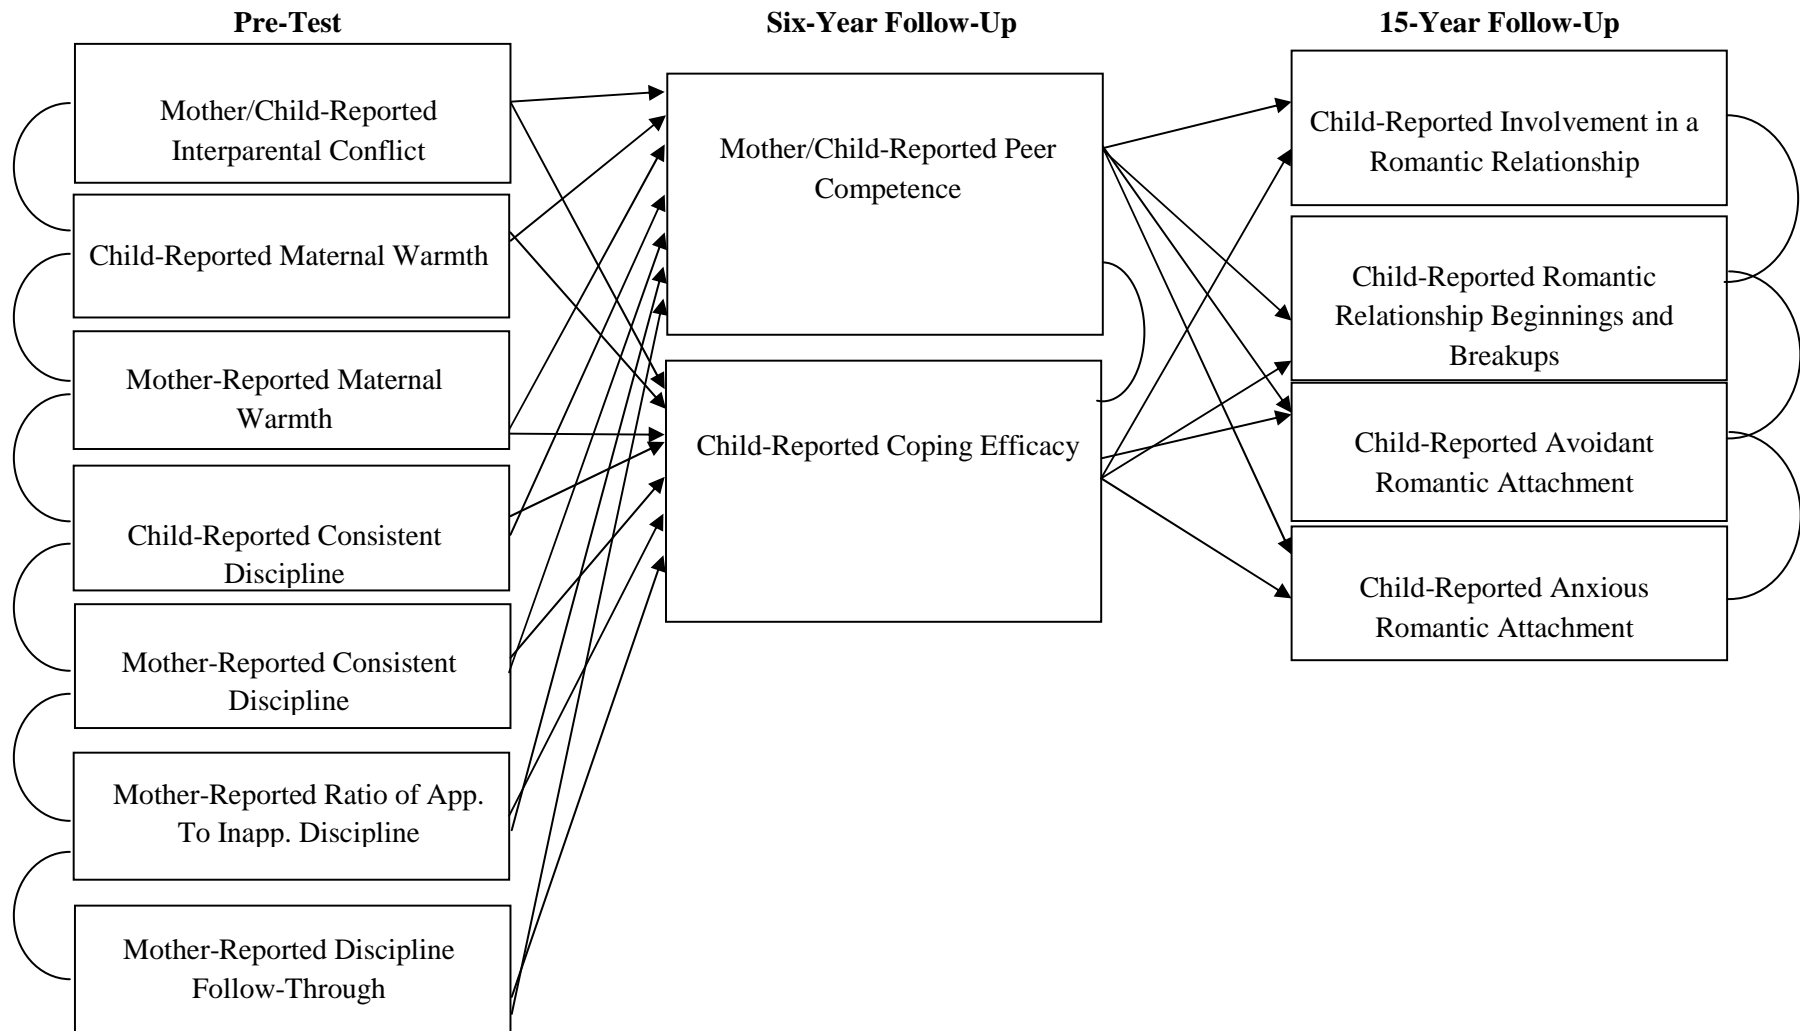 Pre-Test
Six-Year Follow-Up
15-Year Follow-Up
Mother/Child-Reported
Interparental Conflict
Child-Reported Maternal Warmth
Mother-Reported Maternal
Warmth
Child-Reported Consistent
Discipline
Mother-Reported Consistent
Discipline
Mother-Reported Ratio of App.
To Inapp. Discipline
Mother-Reported Discipline
Follow-Through
Mother/Child-Reported Peer
Competence
Child-Reported Coping Efficacy
Child-Reported Involvement in a
Romantic Relationship
Child-Reported Romantic
Relationship Beginnings and
Breakups
Child-Reported Avoidant
Romantic Attachment
Child-Reported Anxious
Romantic Attachment